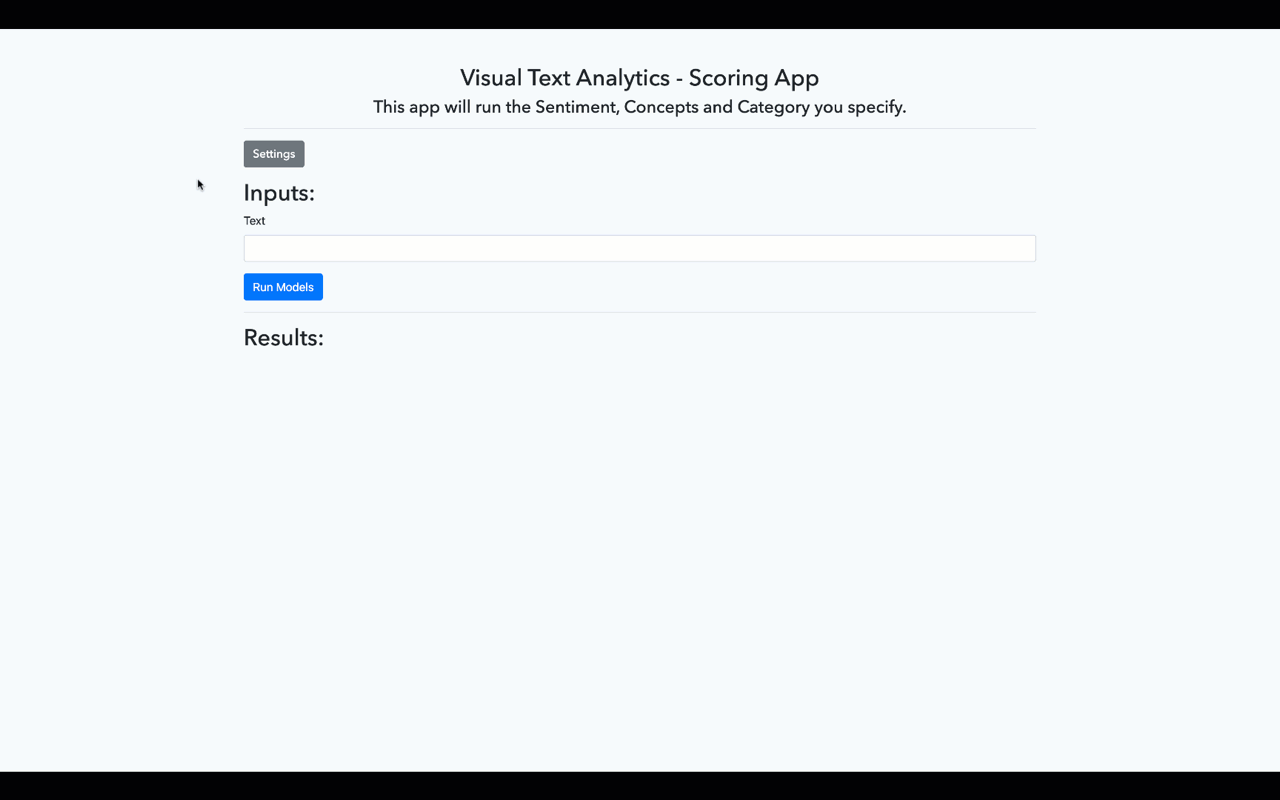 Visual Text Analytics - Scoring App
This app will run the Sentiment, Concepts and Category you specify.
Settings
Inputs:
Text
Run Models
Results: